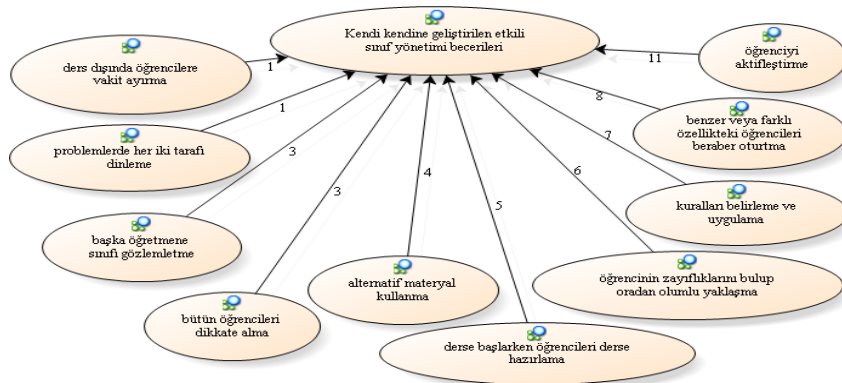 Kendi kendine geliştirilen etkili
sınıf yönetimi becerileri
ders dışında öğrencilere
vakit ayırma
1
problemlerde her iki tarafı
dinleme
1
başka öğretmene
sınıfı gözlemletme
3
bütün öğrencileri
dikkate alma
3
alternatif materyal
kullanma
4
derse başlarken öğrencileri derse
hazırlama
5
öğrencinin zayıflıklarını bulup
oradan olumlu yaklaşma
6
kuralları belirleme ve
uygulama
7
benzer veya farklı
özellikteki öğrencileri
beraber oturtma
8
öğrenciyi
aktifleştirme
11